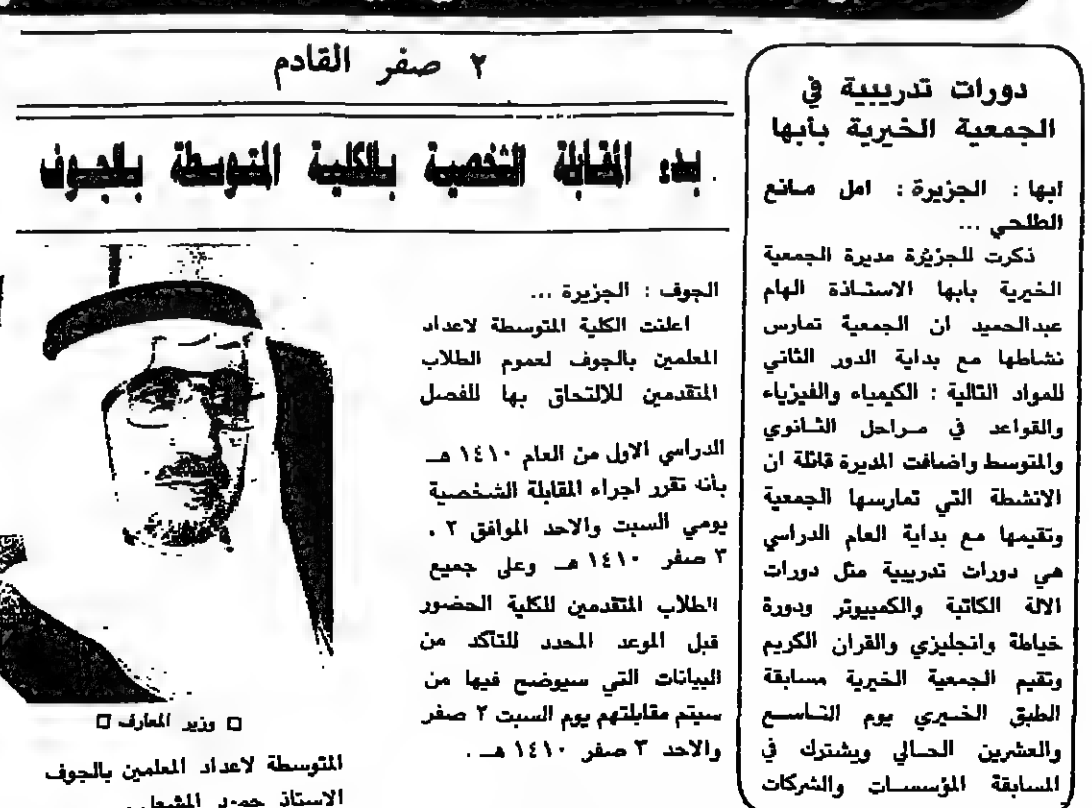 دورات تدريبية في
الجمعية الخيرية بأبها
ابها : الجزيرة : امل مانع
الطلحي ...
ذكرت للجزيرة مديرة الجمعية
الخيرية بابها الاستاذة الهام
عبدالحميد ان الجمعية تمارس
نشاطها مع بداية الدور الثاني
للمواد التالية : الكيمياء والفيزياء
والقواعد في مراحل الثانوي
والمتوسط واضافت المديرة قائلة ان
الانشطة التي تمارسها الجمعية
وتقيمها مع بداية العام الدراسي
هي دورات تدريبية مثل دورات
الالة الكاتبة والكمبيوتر ودورة
خياطة وانجليزي والقران الكريم
وتقيم الجمعية الخيرية مسابقة
الطبق الخيري يوم التاسع
والعشرين الحالي ويشترك في
المسابقة المؤسسات والشركات
٢ صفر القادم
بدء المقابلة الشخصية بالكلية المتوسطة بالجوف
الجوف : الجزيرة ...
اعلنت الكلية المتوسطة لاعداد
المعلمين بالجوف لعموم الطلاب
المتقدمين للالتحاق بها للفصل
الدراسي الاول من العام ١٤١٠ هـ
بأنه تقرر اجراء المقابلة الشخصية
يومي السبت والاحد الموافق ٢ ،
٣ صفر ١٤١٠ هـ وعلى جميع
الطلاب المتقدمين للكلية الحضور
قبل الموعد المحدد للتأكد من
البيانات التي سيوضح فيها من
سيتم مقابلتهم يوم السبت ٢ صفر
والاحد ٣ صفر ١٤١٠ هـ .
□ وزير المعارف □
المتوسطة لاعداد المعلمين بالجوف
الاستاذ حمود المشعل